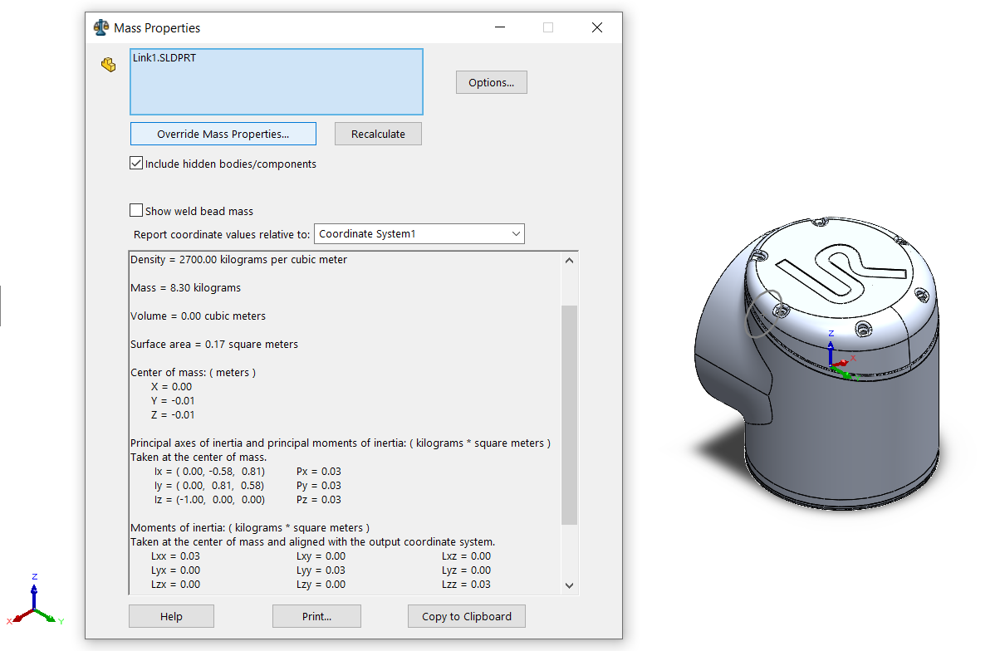 Mass Properties
Link1.SLDPRT
Options...
Override Mass Properties...
Recalculate
Include hidden bodies/components
Show weld bead mass
Report coordinate values relative to:
Coordinate System1
Density = 2700.00 kilograms per cubic meter
Mass = 8.30 kilograms
Volume = 0.00 cubic meters
Surface area = 0.17 square meters
Center of mass: ( meters )
X = 0.00
Y = -0.01
Z = -0.01
Principal axes of inertia and principal moments of inertia: ( kilograms * square meters )
Taken at the center of mass.
Ix = ( 0.00, -0.58, 0.81) Px = 0.03
Iy = ( 0.00, 0.81, 0.58) Py = 0.03
Iz = (-1.00, 0.00, 0.00) Pz = 0.03
Moments of inertia: ( kilograms * square meters )
Taken at the center of mass and aligned with the output coordinate system.
Lxx = 0.03 Lxy = 0.00 Lxz = 0.00
Lyx = 0.00 Lyy = 0.03 Lyz = 0.00
Lzx = 0.00 Lzy = 0.00 Lzz = 0.03
Help
Print...
Copy to Clipboard
Z
X
Y
UR
Z
X
Y